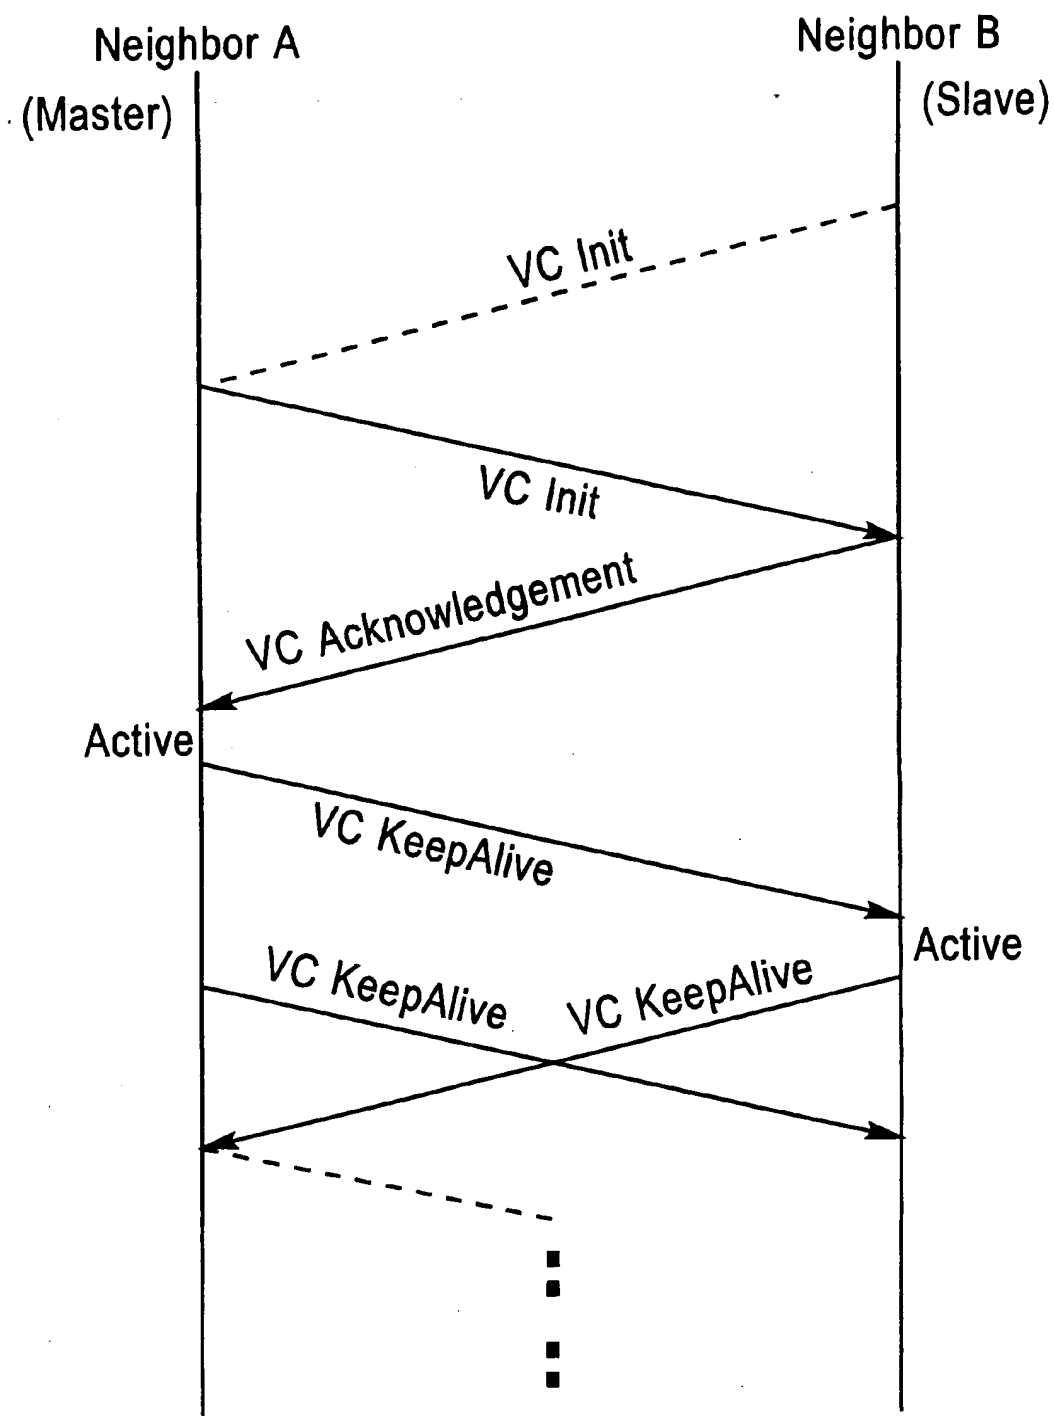 Neighbor A
Neighbor B
(Master)
(Slave)
VC Init
VC Init
VC Acknowledgement
Active
VC KeepAlive
Active
VC KeepAlive
VC KeepAlive